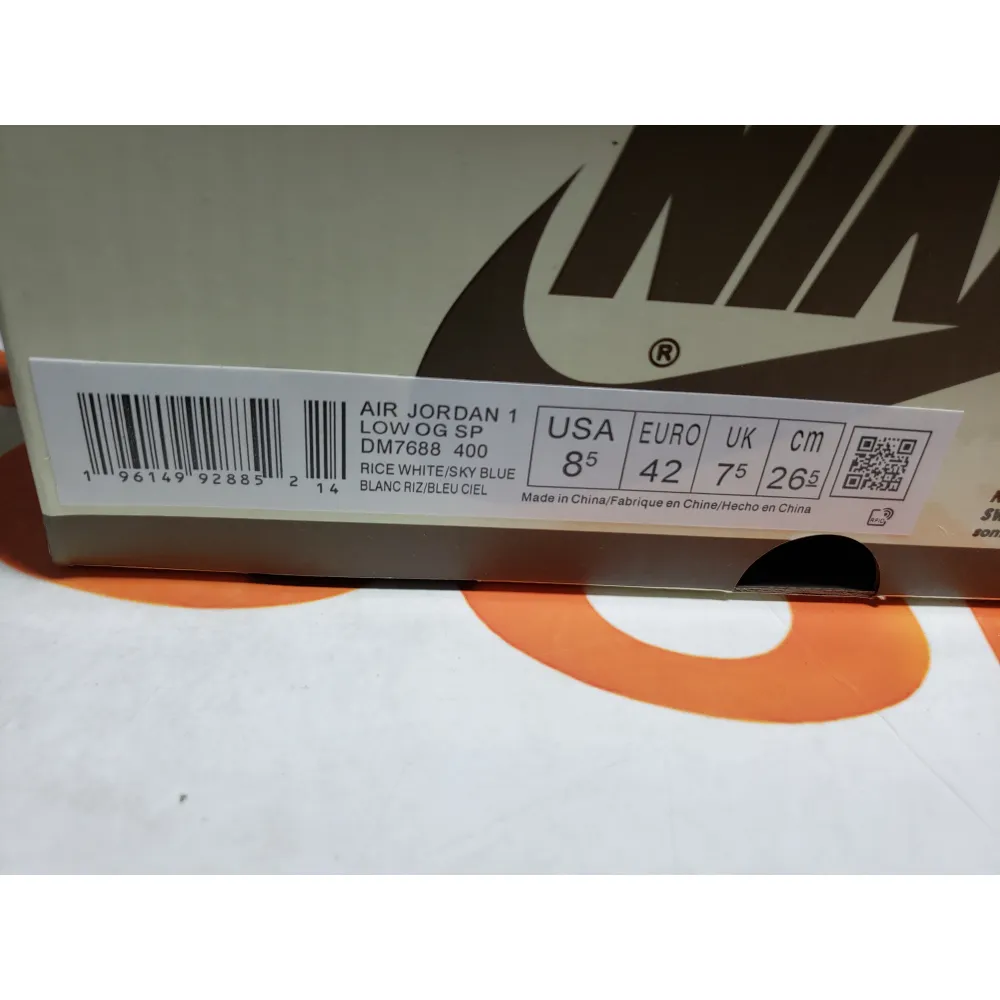 NIK
®
AIR JORDAN 1
LOW OG SP
DM7688 400
RICE WHITE/SKY BLUE
BLANC RIZ/BLEU CIEL
1 96149 92885 2 14
USA EURO UK cm
8⁵ 42 7⁵ 26⁵
Made in China/Fabrique en Chine/Hecho en China
RFID